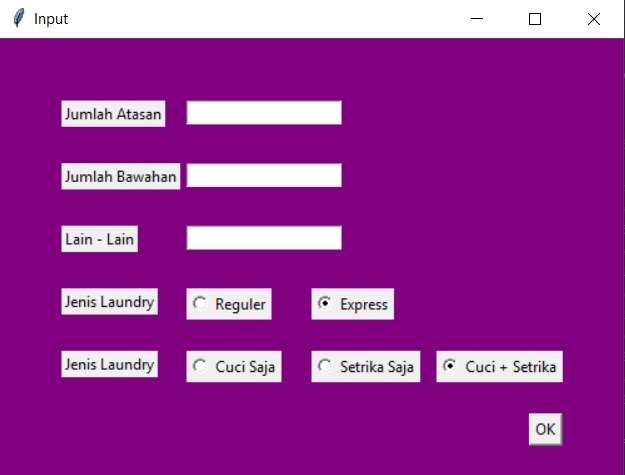 Input
Jumlah Atasan
Jumlah Bawahan
Lain - Lain
Jenis Laundry Reguler Express
Jenis Laundry Cuci Saja Setrika Saja Cuci + Setrika
OK